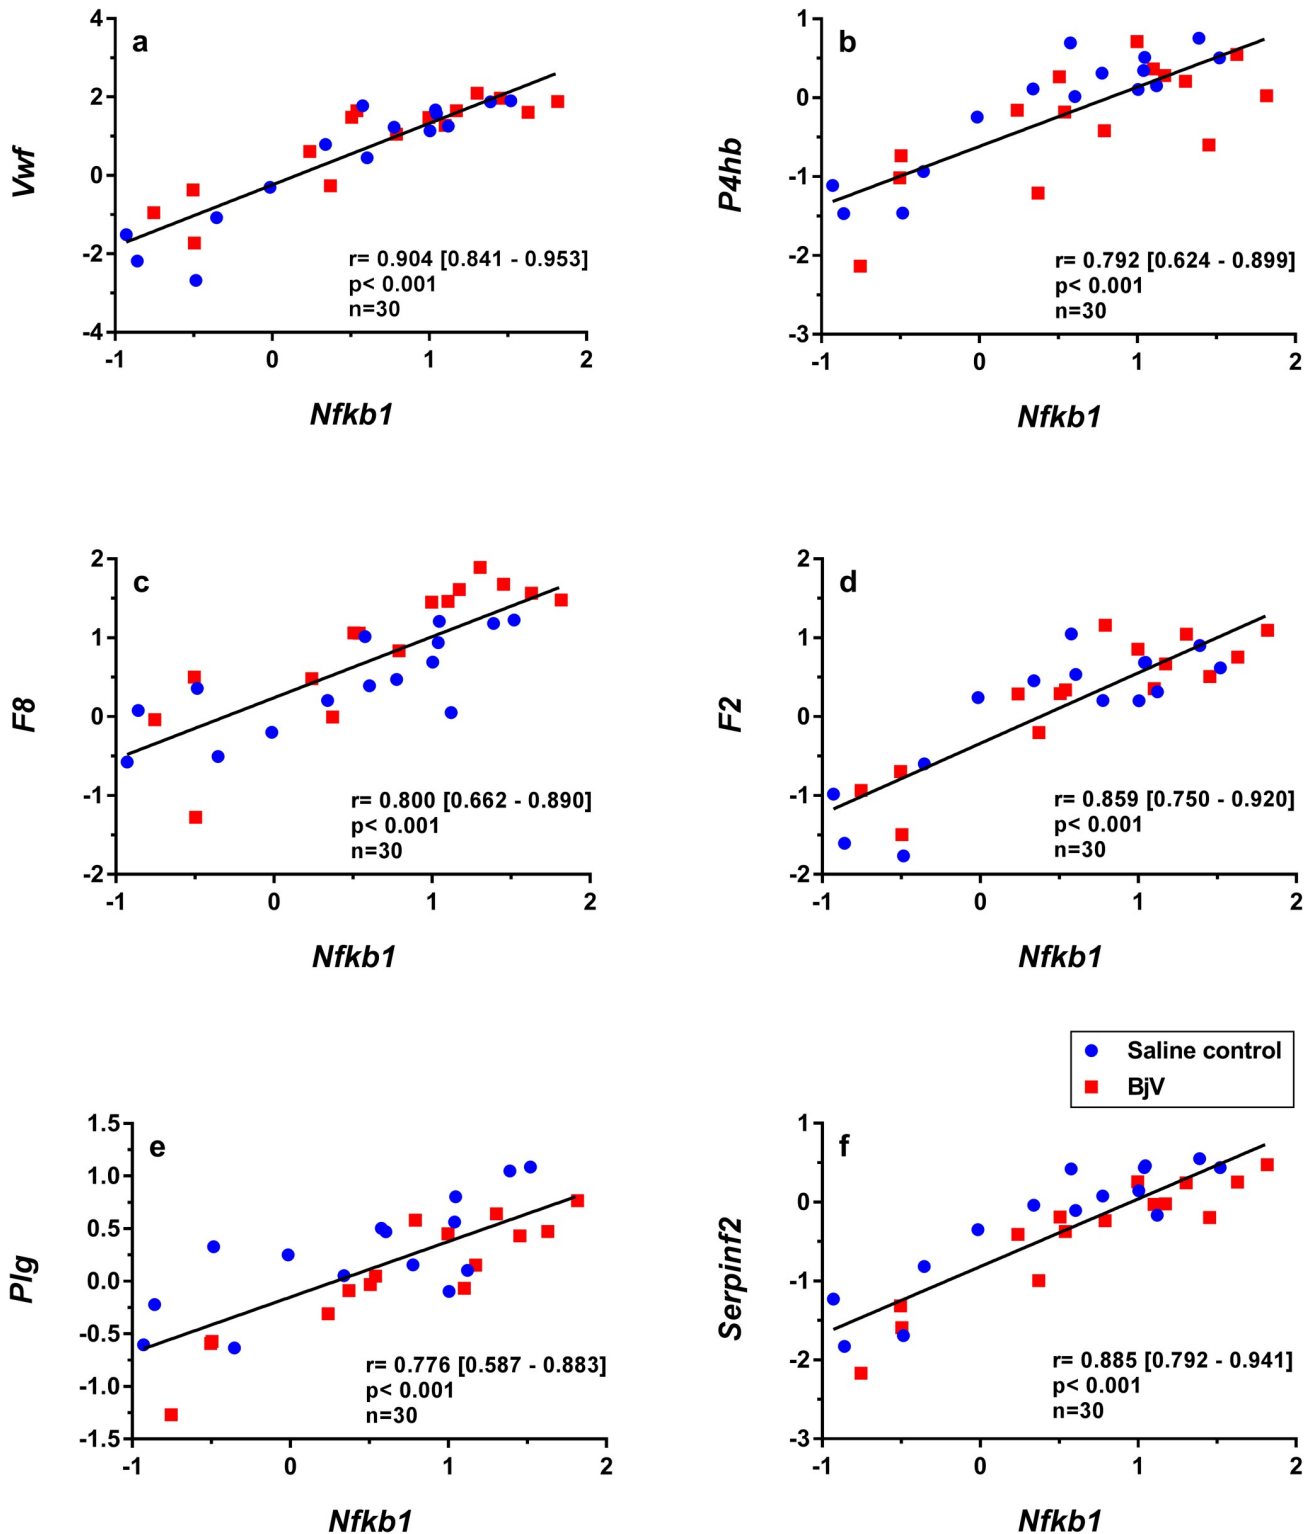 a
4
2
0
-2
-4
Vwf
r= 0.904 [0.841 - 0.953]
p< 0.001
n=30
-1 0 1 2
Nfkb1
b
1
0
-1
-2
-3
P4hb
r= 0.792 [0.624 - 0.899]
p< 0.001
n=30
-1 0 1 2
Nfkb1
c
2
1
0
-1
-2
F8
r= 0.800 [0.662 - 0.890]
p< 0.001
n=30
-1 0 1 2
Nfkb1
d
2
1
0
-1
-2
F2
r= 0.859 [0.750 - 0.920]
p< 0.001
n=30
-1 0 1 2
Nfkb1
e
1.5
1.0
0.5
0.0
-0.5
-1.0
-1.5
Plg
r= 0.776 [0.587 - 0.883]
p< 0.001
n=30
-1 0 1 2
Nfkb1
Saline control
BjV
f
1
0
-1
-2
-3
Serpinf2
r= 0.885 [0.792 - 0.941]
p< 0.001
n=30
-1 0 1 2
Nfkb1